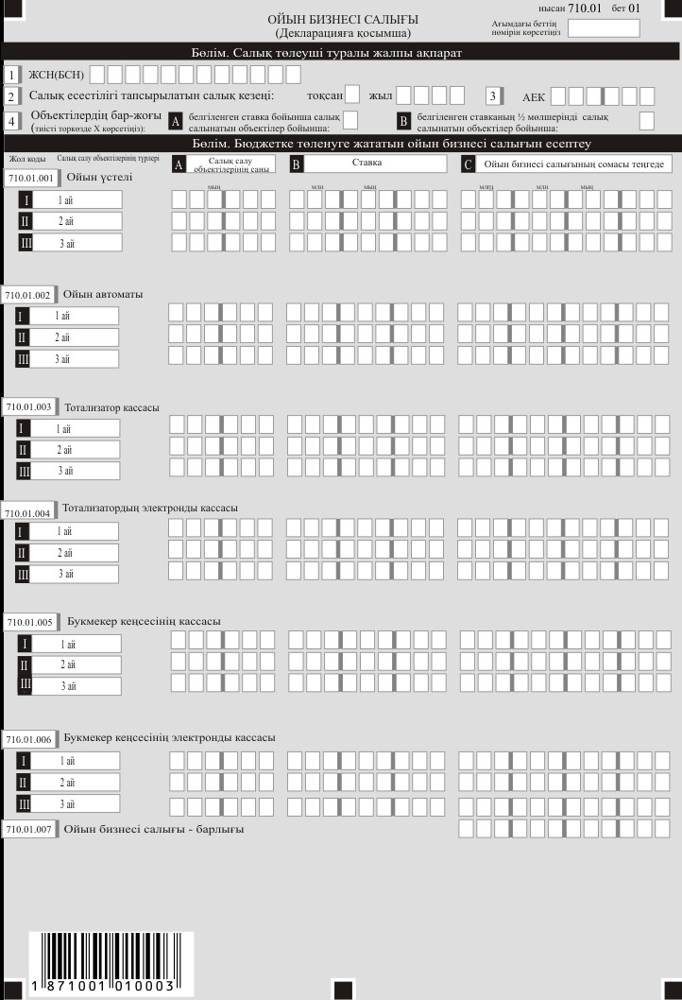 нысан 710.01 бет 01
ОЙЫН БИЗНЕСІ САЛЫҒЫ
(Декларацияға қосымша)
Ағымдағы беттің
нөмірін көрсетіңіз
Бөлім. Салық төлеуші туралы жалпы ақпарат
1 ЖСН(БСН)
2 Салық есестілігі тапсырылатын салық кезеңі: тоқсан жыл 3 АЕК
4 Объектілердің бар-жоғы
(тиісті торкөзде X көрсетіңіз):
A белгіленген ставка бойынша салық
салынатын объектілер бойынша:
B белгіленген ставканың ½ мөлшерінді салық
салынатын объектілер бойынша:
Бөлім. Бюджетке төленуге жататын ойын бизнесі салығын есептеу
Жол коды Салық салу объектілерінің түрлері
A Салық салу
объектілерінің саны
B Ставка
C Ойын бизнесі салығының сомасы теңгеде
710.01.001 Ойын үстелі
мың млн. мың млрд. млн. мың
I 1 ай
II 2 ай
III 3 ай
710.01.002 Ойын автоматы
I 1 ай
II 2 ай
III 3 ай
710.01.003 Тотализатор кассасы
I 1 ай
II 2 ай
III 3 ай
710.01.004 Тотализатордың электронды кассасы
I 1 ай
II 2 ай
III 3 ай
710.01.005 Букмекер кеңсесінің кассасы
I 1 ай
II 2 ай
III 3 ай
710.01.006 Букмекер кеңсесінің электронды кассасы
I 1 ай
II 2 ай
III 3 ай
710.01.007 Ойын бизнесі салығы - барлығы
1 871001 010003